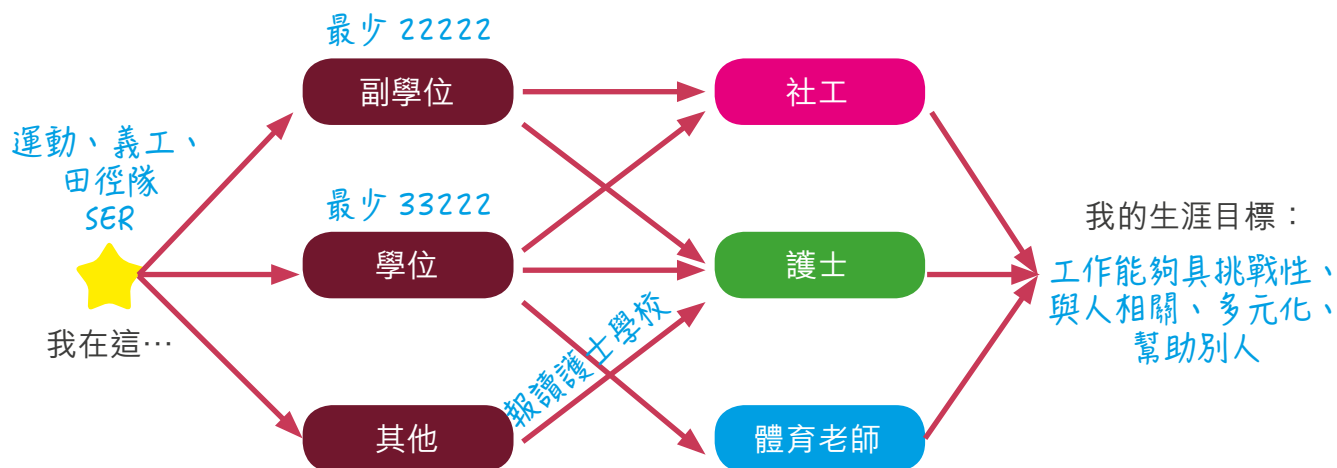 最少 22222
副學位
社工
運動、義工、
田徑隊
SER
最少 33222
學位
護士
我的生涯目標：
工作能夠具挑戰性、
與人相關、多元化、
幫助別人
我在這…
報讀護士學校
其他
體育老師